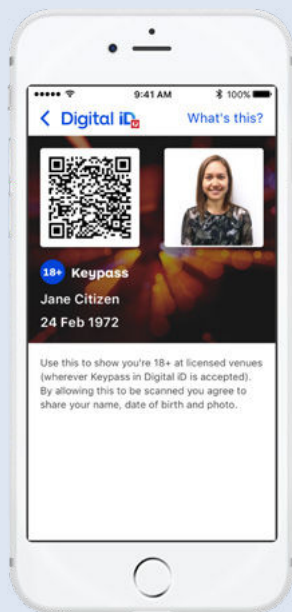 9:41 AM
100%
Digital iD
What's this?
18+ Keypass
Jane Citizen
24 Feb 1972
Use this to show you're 18+ at licensed venues
(wherever Keypass in Digital iD is accepted).
By allowing this to be scanned you agree to
share your name, date of birth and photo.